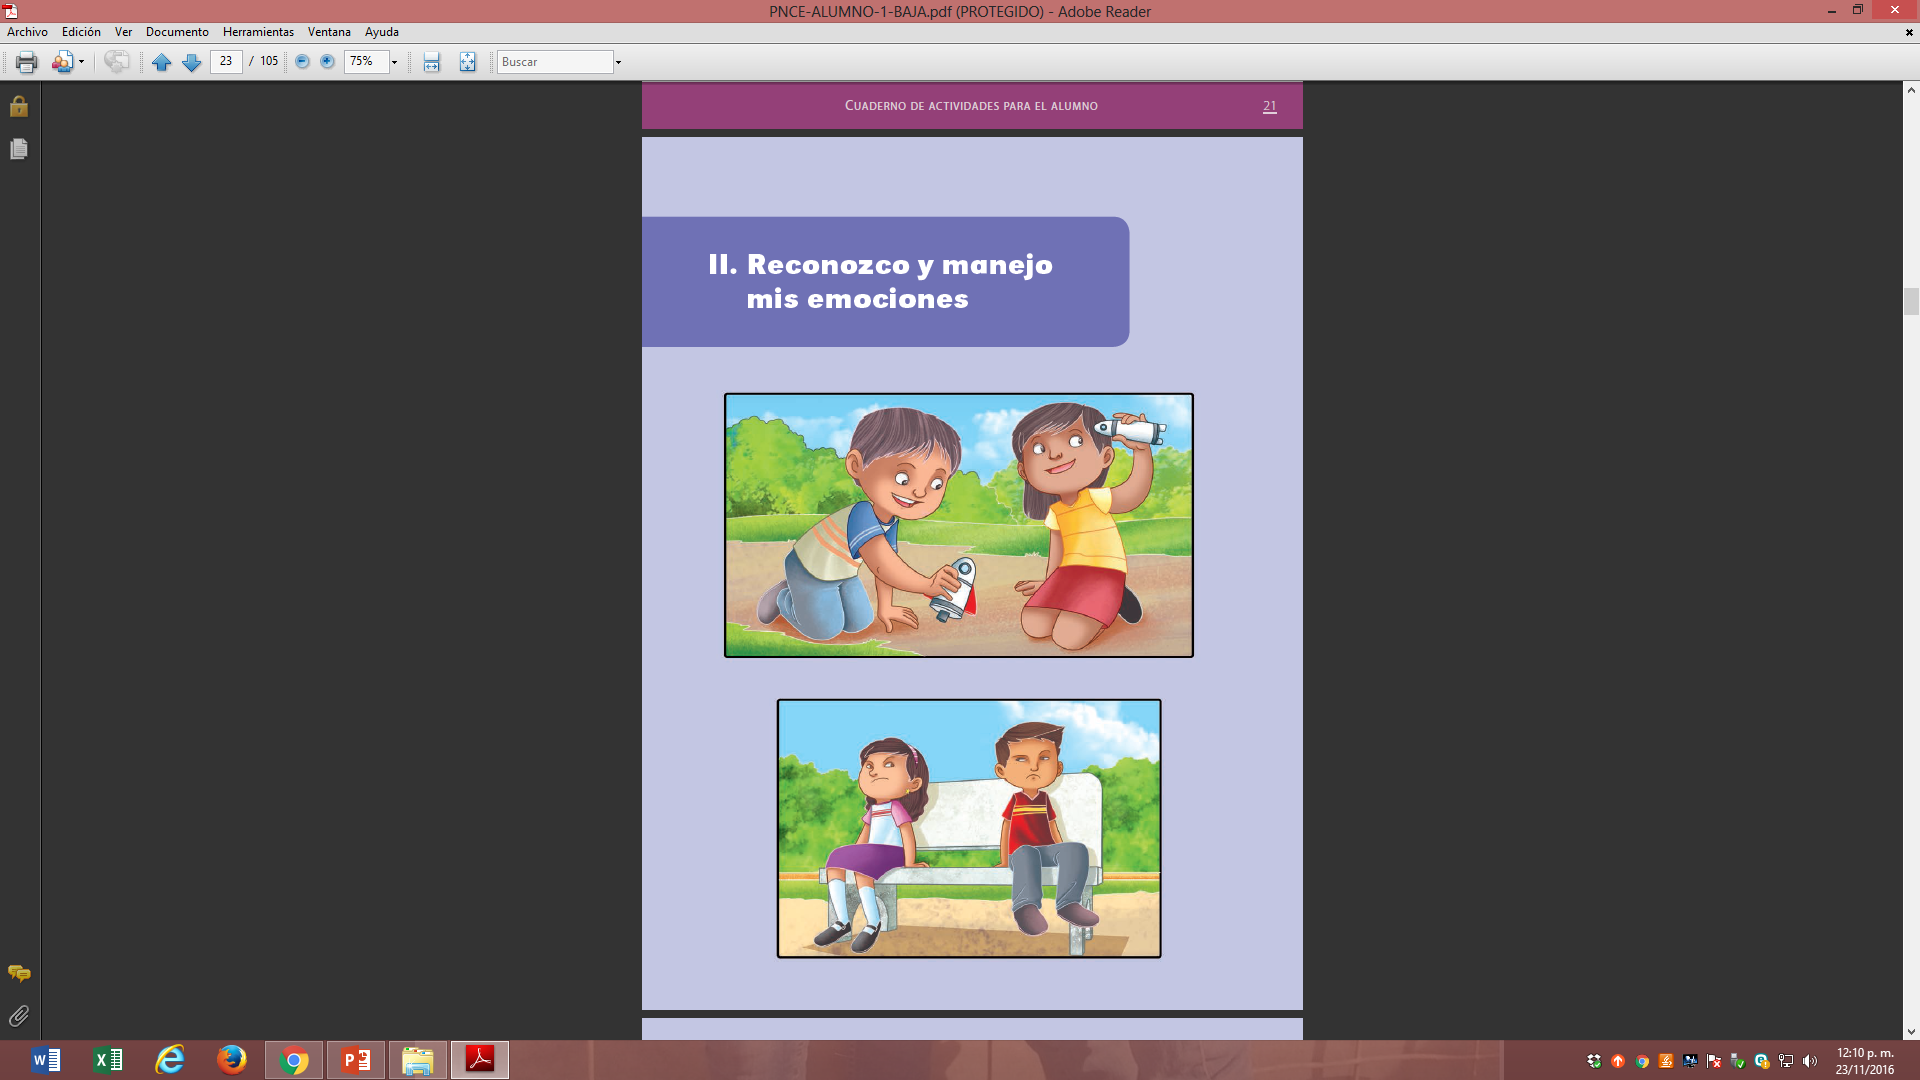 PNCE-ALUMNO-1-BAJA.pdf (PROTEGIDO) - Adobe Reader
Archivo Edición Ver Documento Herramientas Ventana Ayuda
23 / 105 75% Buscar
CUADERNO DE ACTIVIDADES PARA EL ALUMNO 21
II. Reconozco y manejo
mis emociones
12:10 p. m.
23/11/2016